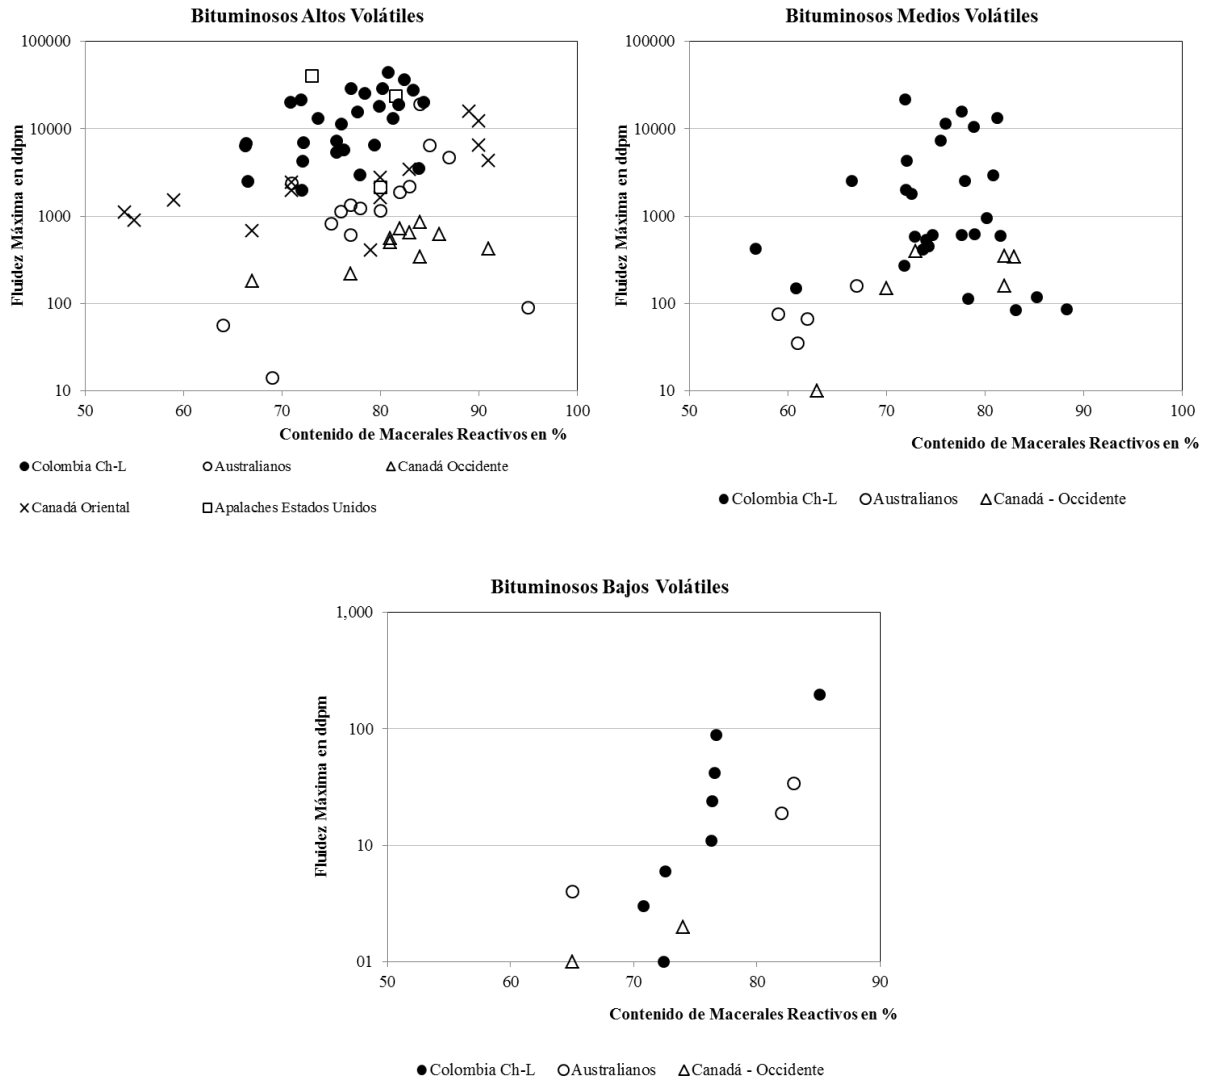 Bituminosos Altos Volátiles
100000
10000
1000
100
10
50 60 70 80 90 100
Fluidez Máxima en ddpm
Contenido de Macerales Reactivos en %
Colombia Ch-L Australianos Canadá Occidente
Canadá Oriental Apalaches Estados Unidos
Bituminosos Medios Volátiles
100000
10000
1000
100
10
50 60 70 80 90 100
Fluidez Máxima en ddpm
Contenido de Macerales Reactivos en %
Colombia Ch-L Australianos Canadá - Occidente
Bituminosos Bajos Volátiles
1,000
100
10
01
50 60 70 80 90
Fluidez Máxima en ddpm
Contenido de Macerales Reactivos en %
Colombia Ch-L Australianos Canadá - Occidente